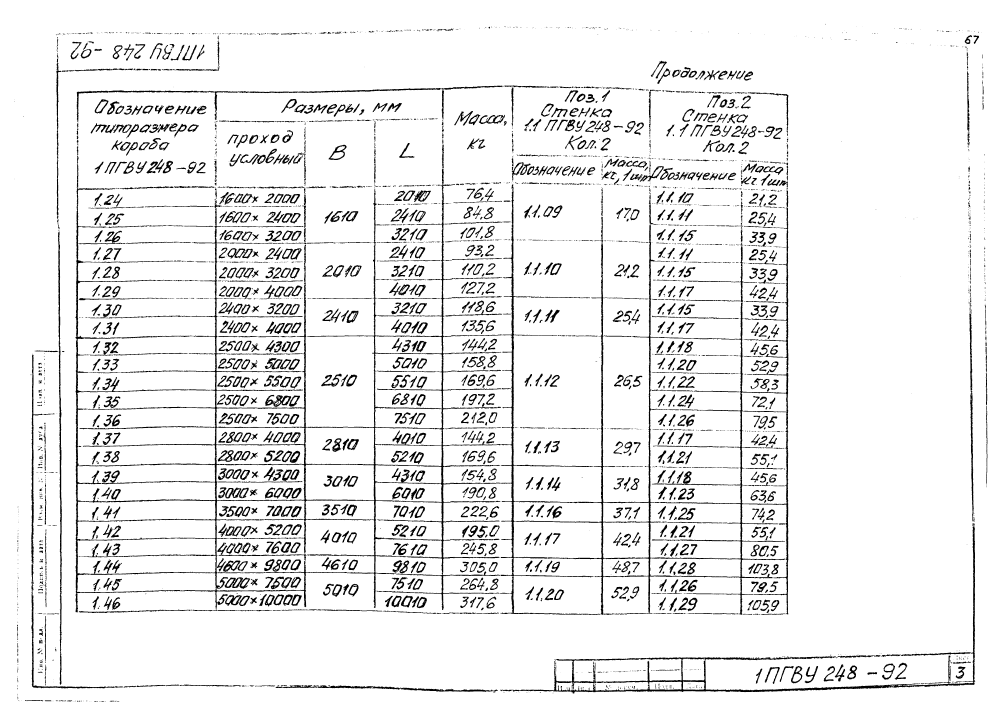 67
1ПГВУ 248 -92
Продолжение
Обозначение типоразмера короба 1ПГВУ 248 -92 | Размеры, мм | Масса, кг | Поз.1 Стенка 1.1 ПГВУ 248-92 Кол.2 | Поз.2 Стенка 1.1 ПГВУ 248-92 Кол.2
проход условный | В | L | Обозначение | Масса, кг, 1 шт | Обозначение | Масса кг 1 шт
1.24 1600×2000 2010 76,4 1.1.10 21,2
1.25 1600×2400 1610 2410 84,8 1.1.09 17,0 1.1.11 25,4
1.26 1600×3200 3210 101,8 1.1.15 33,9
1.27 2000×2400 2410 93,2 1.1.11 25,4
1.28 2000×3200 2010 3210 110,2 1.1.10 21,2 1.1.15 33,9
1.29 2000×4000 4010 127,2 1.1.17 42,4
1.30 2400×3200 2410 3210 118,6 1.1.11 25,4 1.1.15 33,9
1.31 2400×4000 4010 135,6 1.1.17 42,4
1.32 2500×4300 4310 144,2 1.1.18 45,6
1.33 2500×5000 5010 158,8 1.1.20 52,9
1.34 2500×5500 2510 5510 169,6 1.1.12 26,5 1.1.22 58,3
1.35 2500×6800 6810 197,2 1.1.24 72,1
1.36 2500×7500 7510 212,0 1.1.26 79,5
1.37 2800×4000 2810 4010 144,2 1.1.13 29,7 1.1.17 42,4
1.38 2800×5200 5210 169,6 1.1.21 55,1
1.39 3000×4300 3010 4310 154,8 1.1.14 31,8 1.1.18 45,6
1.40 3000×6000 6010 190,8 1.1.23 63,6
1.41 3500×7000 3510 7010 222,6 1.1.16 37,1 1.1.25 74,2
1.42 4000×5200 4010 5210 195,0 1.1.17 42,4 1.1.21 55,1
1.43 4000×7600 7610 245,8 1.1.27 80,5
1.44 4600×9800 4610 9810 305,0 1.1.19 48,7 1.1.28 103,8
1.45 5000×7500 5010 7510 264,8 1.1.20 52,9 1.1.26 79,5
1.46 5000×10000 10010 317,6 1.1.29 105,9
1ПГВУ 248 -92
3